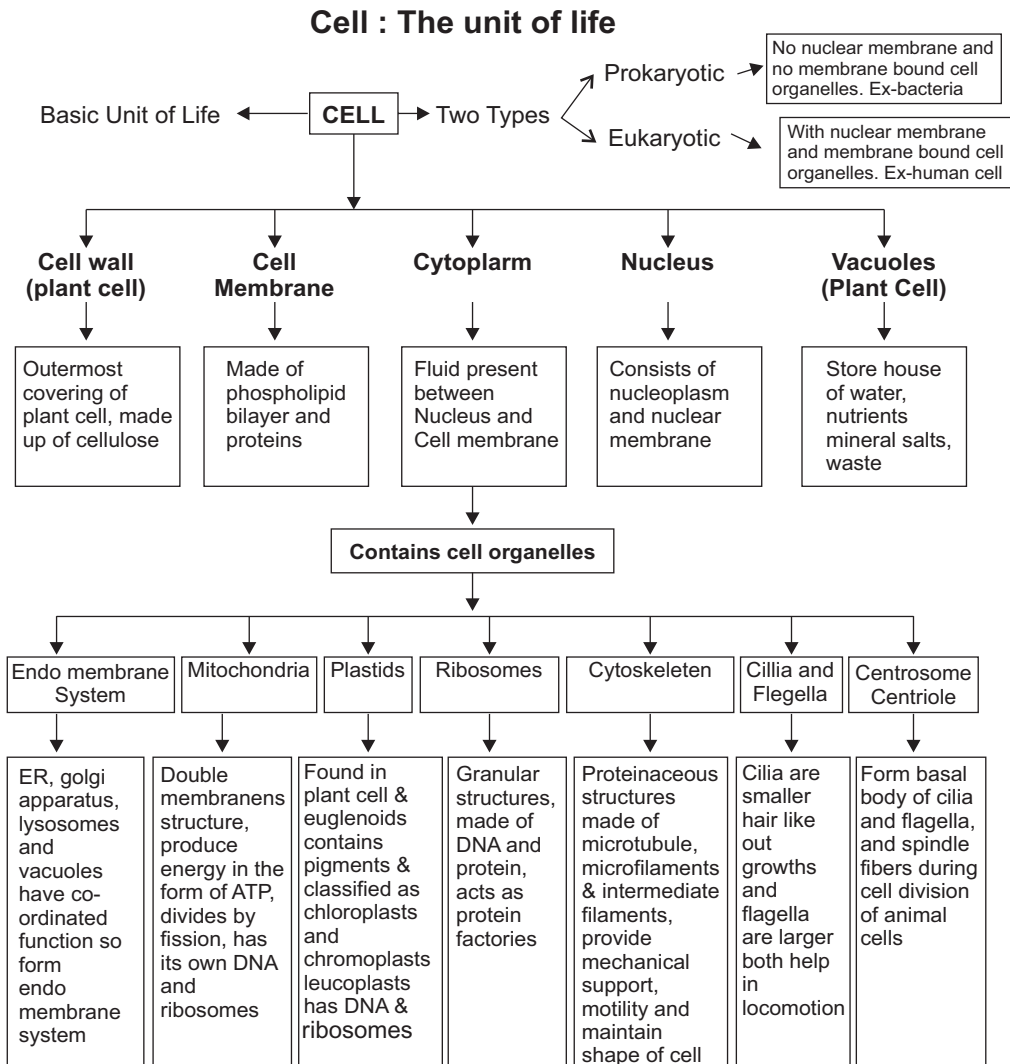 Cell : The unit of life
Basic Unit of Life
CELL
Two Types
Prokaryotic
No nuclear membrane and
no membrane bound cell
organelles. Ex-bacteria
Eukaryotic
With nuclear membrane
and membrane bound cell
organelles. Ex-human cell
Cell wall
(plant cell)
Cell
Membrane
Cytoplarm
Nucleus
Vacuoles
(Plant Cell)
Outermost
covering of
plant cell, made
up of cellulose
Made of
phospholipid
bilayer and
proteins
Fluid present
between
Nucleus and
Cell membrane
Consists of
nucleoplasm
and nuclear
membrane
Store house
of water,
nutrients
mineral salts,
waste
Contains cell organelles
Endo membrane
System
Mitochondria
Plastids
Ribosomes
Cytoskeleten
Cillia and
Flegella
Centrosome
Centriole
ER, golgi
apparatus,
lysosomes
and
vacuoles
have co-
ordinated
function so
form
endo
membrane
system
Double
membranens
structure,
produce
energy in the
form of ATP,
divides by
fission, has
its own DNA
and
ribosomes
Found in
plant cell &
euglenoids
contains
pigments &
classified as
chloroplasts
and
chromoplasts
leucoplasts
has DNA &
ribosomes
Granular
structures,
made of
DNA and
protein,
acts as
protein
factories
Proteinaceous
structures
made of
microtubule,
microfilaments
& intermediate
filaments,
provide
mechanical
support,
motility and
maintain
shape of cell
Cilia are
smaller
hair like
out
growths
and
flagella
are larger
both help
in
locomotion
Form basal
body of cilia
and flagella,
and spindle
fibers during
cell division
of animal
cells